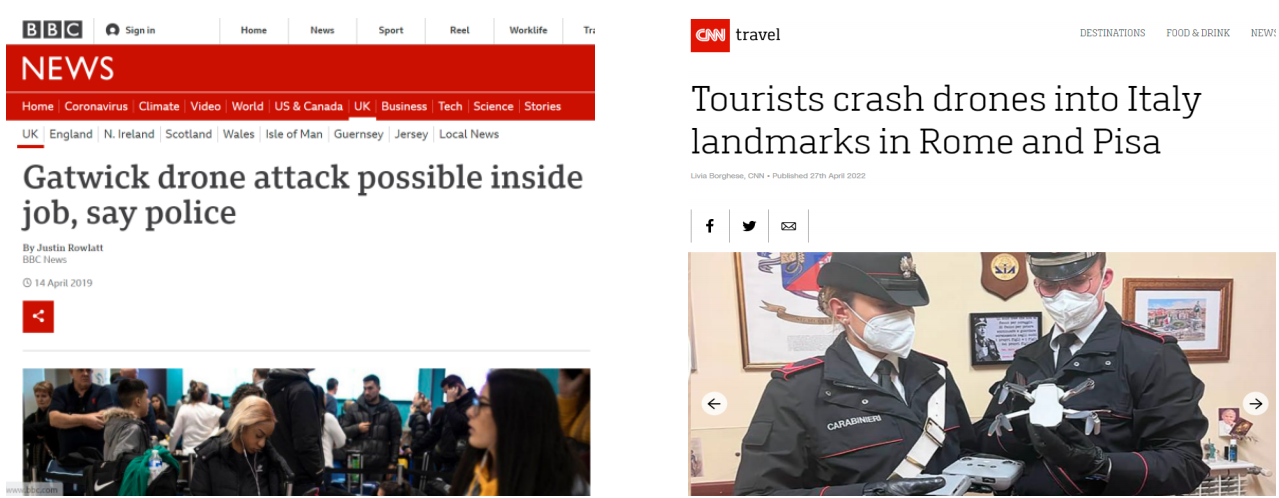 BBC Sign in Home News Sport Reel Worklife Tra
NEWS
Home Coronavirus Climate Video World US & Canada UK Business Tech Science Stories
UK England N. Ireland Scotland Wales Isle of Man Guernsey Jersey Local News
Gatwick drone attack possible inside
job, say police
By Justin Rowlatt
BBC News
14 April 2019
www.bbc.com
CNN travel DESTINATIONS FOOD & DRINK NEWS
Tourists crash drones into Italy
landmarks in Rome and Pisa
Livia Borghese, CNN • Published 27th April 2022
CARABINIERI